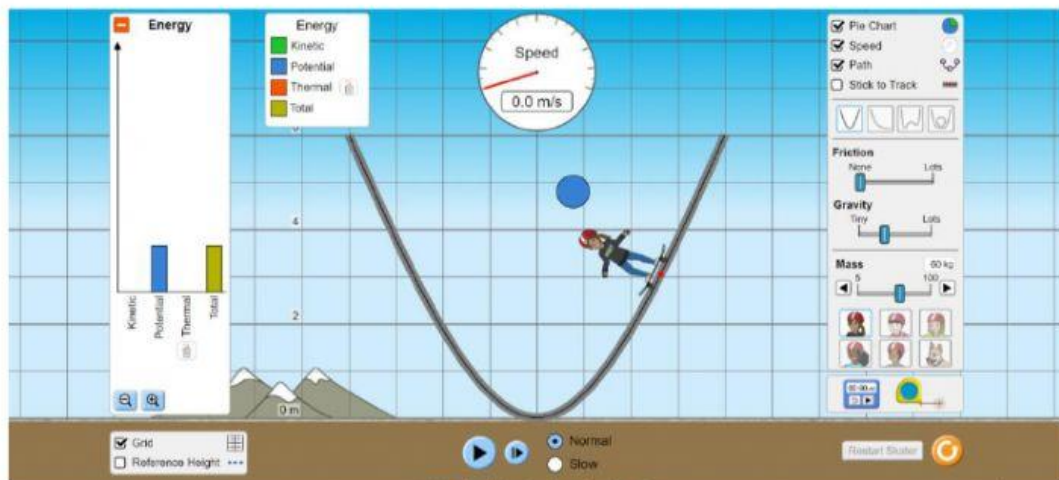 Energy
Kinetic
Potential
Thermal
Total
Energy
Kinetic
Potential
Thermal
Total
Speed
0.0 m/s
4
2
0 m
Pie Chart
Speed
Path
Stick to Track
Friction
None
Lots
Gravity
Tiny
Lots
Mass
60 kg
5
100
Grid
Reference Height
Normal
Slow
Restart Skater